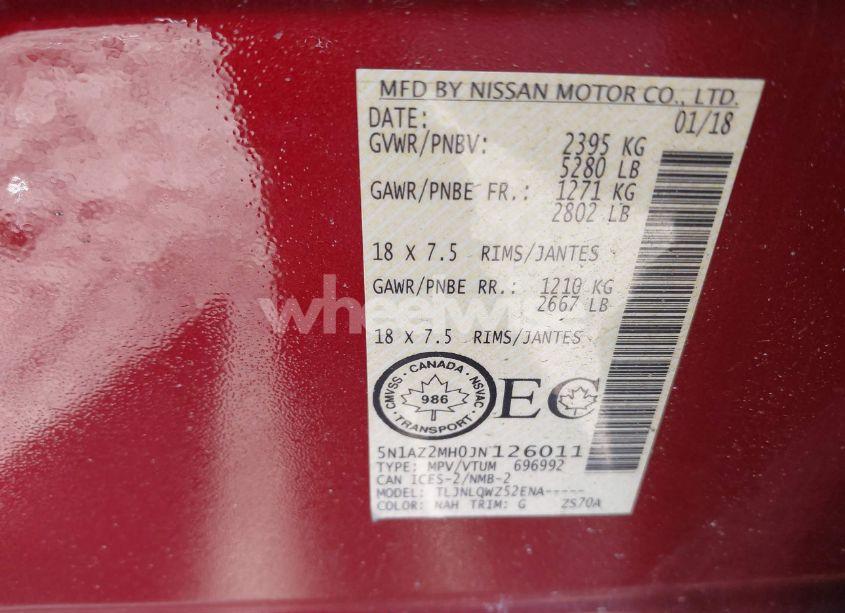 MFD BY NISSAN MOTOR CO., LTD.
DATE: 01/18
GVWR/PNBV: 2395 KG
5280 LB
GAWR/PNBE FR.: 1271 KG
2802 LB
18 X 7.5 RIMS/JANTES
GAWR/PNBE RR.: 1210 KG
2667 LB
18 X 7.5 RIMS/JANTES
CANADA
CMVSS · NSVAC
986
TRANSPORT
EC
5N1AZ2MH0JN126011
TYPE: MPV/VTUM 696992
CAN ICES-2/NMB-2
MODEL: TLJNLQWZ52ENA-----
COLOR: NAH TRIM: G ZS70A